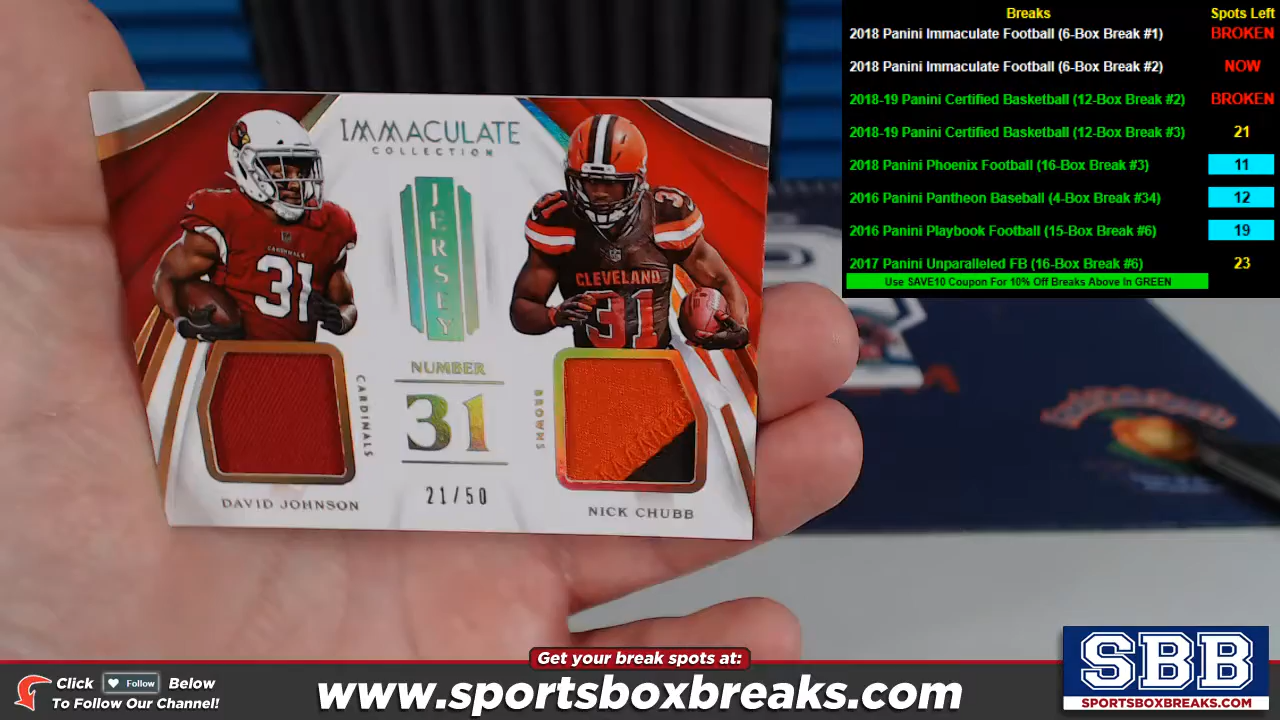 IMMACULATE
COLLECTION
JERSEY
31
CARDINALS
31
31
CLEVELAND
31
NUMBER
31
CARDINALS
BROWNS
21/50
DAVID JOHNSON
NICK CHUBB
Breaks Spots Left
2018 Panini Immaculate Football (6-Box Break #1) BROKEN
2018 Panini Immaculate Football (6-Box Break #2) NOW
2018-19 Panini Certified Basketball (12-Box Break #2) BROKEN
2018-19 Panini Certified Basketball (12-Box Break #3) 21
2018 Panini Phoenix Football (16-Box Break #3) 11
2016 Panini Pantheon Baseball (4-Box Break #34) 12
2016 Panini Playbook Football (15-Box Break #6) 19
2017 Panini Unparalleled FB (16-Box Break #6) 23
Use SAVE10 Coupon For 10% Off Breaks Above In GREEN
Get your break spots at:
Click Follow Below
To Follow Our Channel!
www.sportsboxbreaks.com
SBB
SPORTSBOXBREAKS.COM